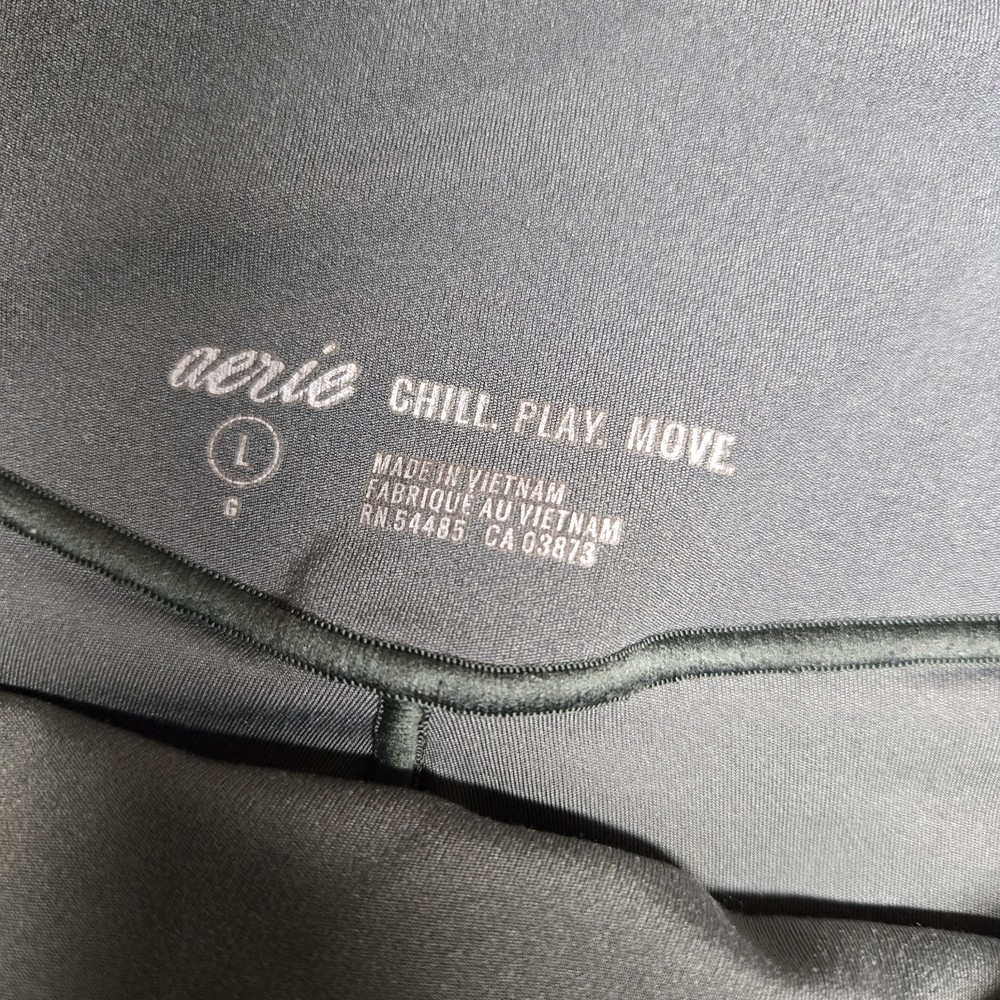 aerie CHILL. PLAY. MOVE.
L
G
MADE IN VIETNAM
FABRIQUÉ AU VIETNAM
RN 54485 CA 03873